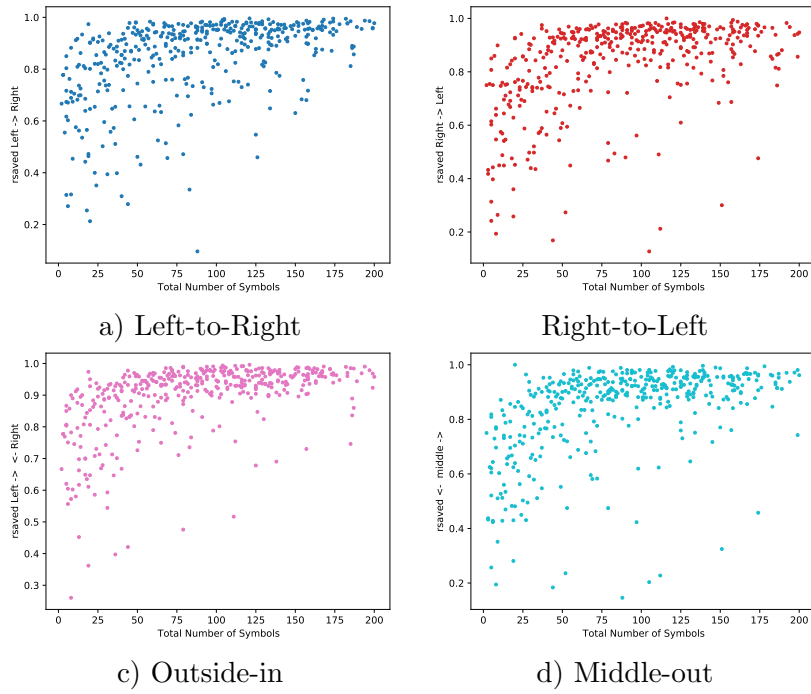 1.0
0.8
0.6
0.4
0.2
rsaved Left -> Right
0 25 50 75 100 125 150 175 200
Total Number of Symbols
a) Left-to-Right
1.0
0.8
0.6
0.4
0.2
rsaved Right -> Left
0 25 50 75 100 125 150 175 200
Total Number of Symbols
Right-to-Left
1.0
0.9
0.8
0.7
0.6
0.5
0.4
0.3
rsaved Left -> <- Right
0 25 50 75 100 125 150 175 200
Total Number of Symbols
c) Outside-in
1.0
0.8
0.6
0.4
0.2
rsaved <- middle ->
0 25 50 75 100 125 150 175 200
Total Number of Symbols
d) Middle-out